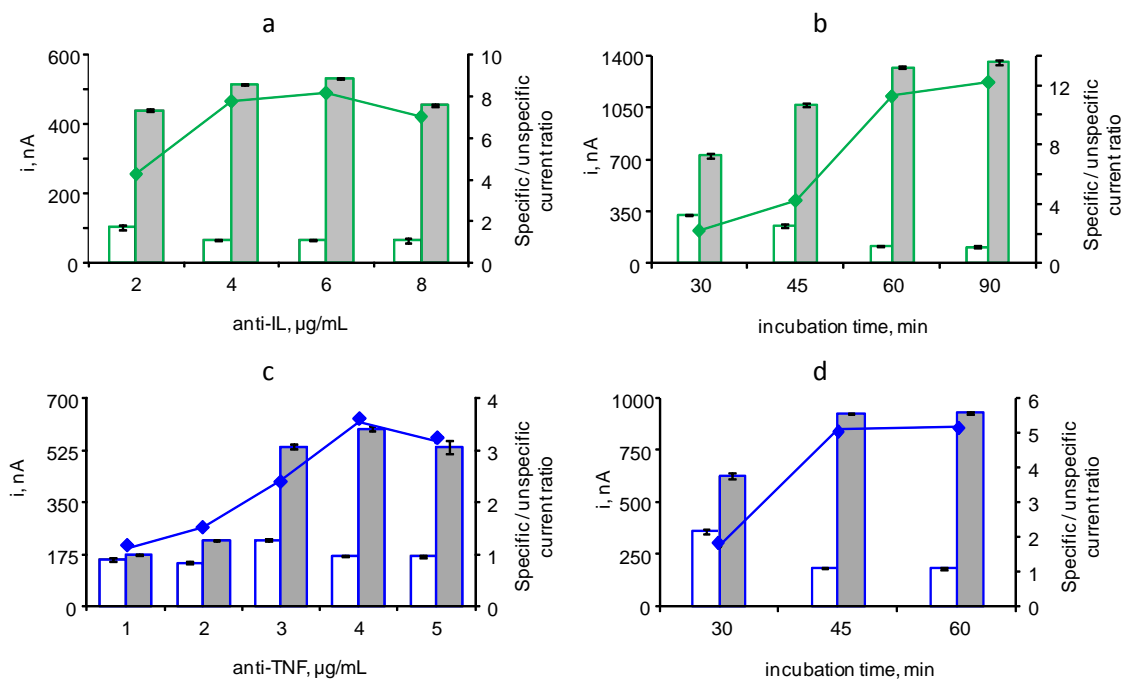 a
600
400
200
0
i, nA
10
8
6
4
2
0
Specific / unspecific
current ratio
2 4 6 8
anti-IL, µg/mL
b
1400
1050
700
350
0
i, nA
12
8
4
0
Specific / unspecific
current ratio
30 45 60 90
incubation time, min
c
700
525
350
175
0
i, nA
4
3
2
1
0
Specific / unspecific
current ratio
1 2 3 4 5
anti-TNF, µg/mL
d
1000
750
500
250
0
i, nA
6
5
4
3
2
1
0
Specific / unspecific
current ratio
30 45 60
incubation time, min